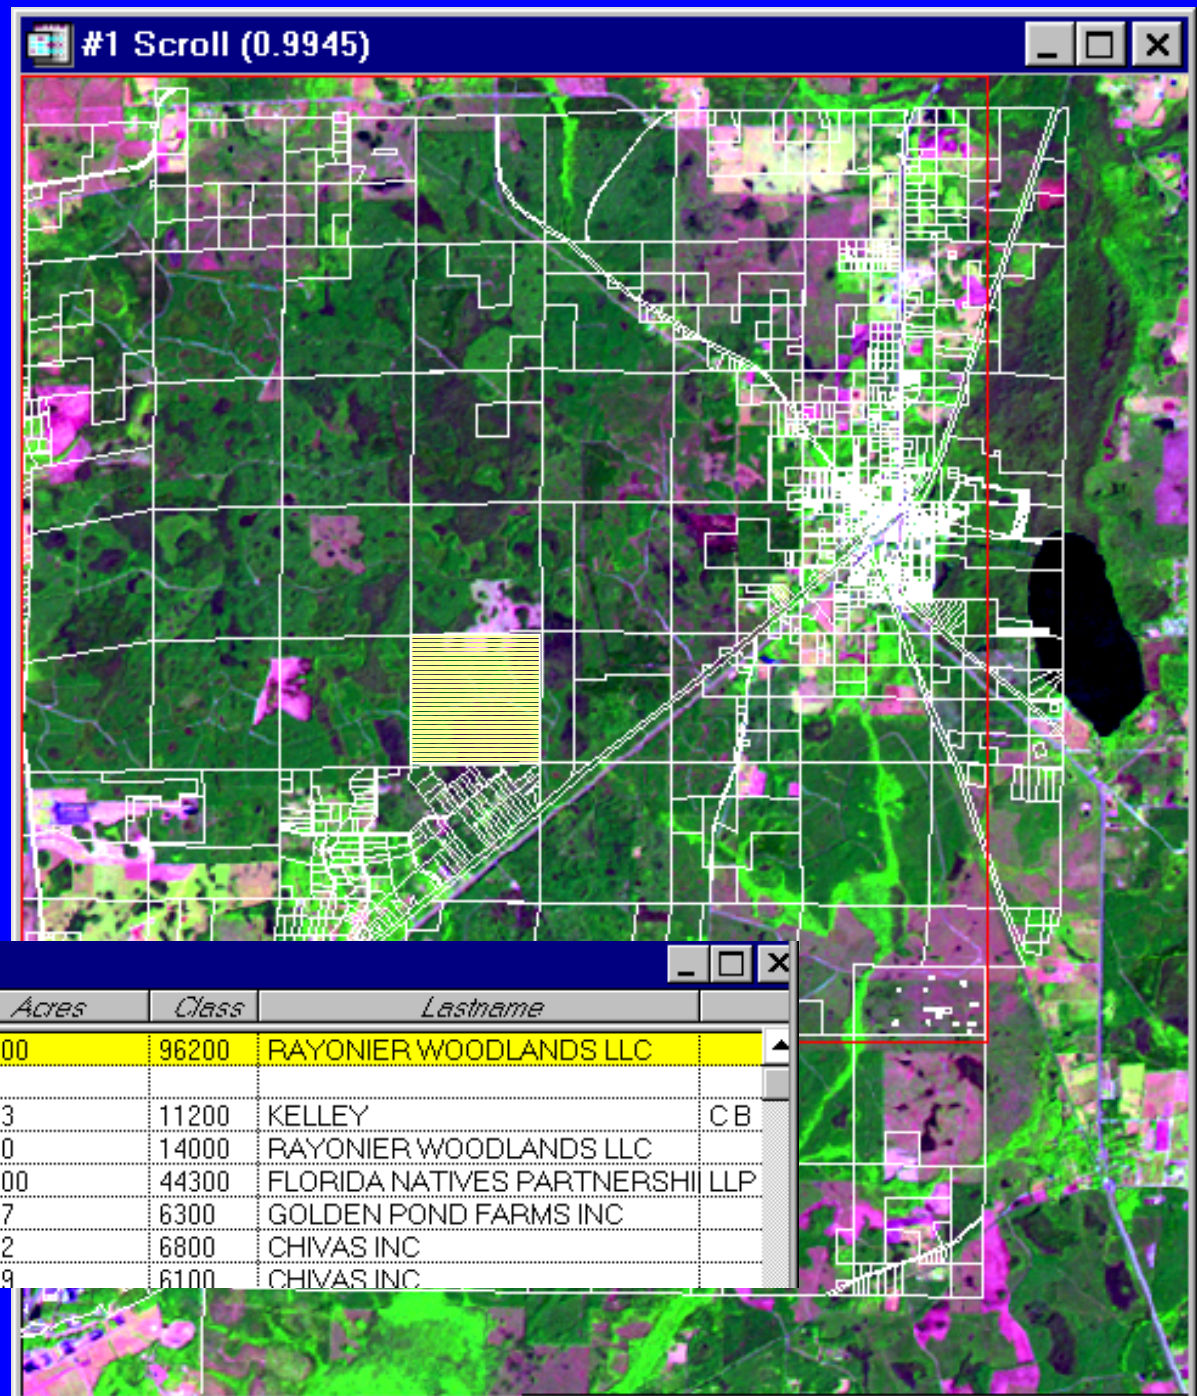 #1 Scroll (0.9945)
Acres Class Lastname
00 96200 RAYONIER WOODLANDS LLC
3 11200 KELLEY C B
0 14000 RAYONIER WOODLANDS LLC
00 44300 FLORIDA NATIVES PARTNERSHI LLP
7 6300 GOLDEN POND FARMS INC
2 6800 CHIVAS INC
9 6100 CHIVAS INC